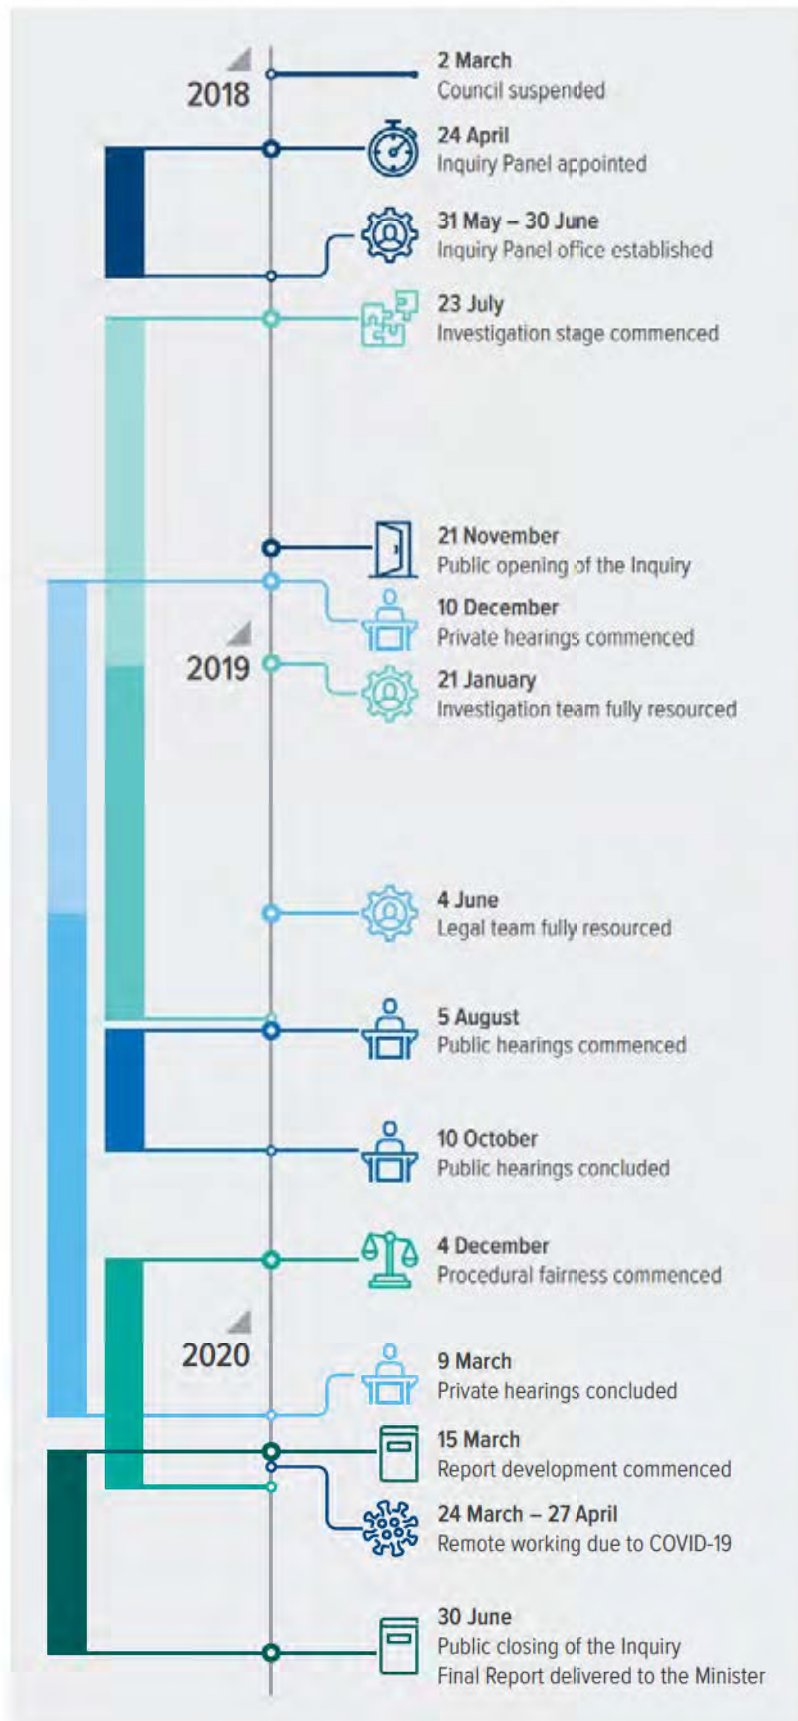 2018
2 March
Council suspended
24 April
Inquiry Panel appointed
31 May – 30 June
Inquiry Panel office established
23 July
Investigation stage commenced
21 November
Public opening of the Inquiry
10 December
Private hearings commenced
2019
21 January
Investigation team fully resourced
4 June
Legal team fully resourced
5 August
Public hearings commenced
10 October
Public hearings concluded
4 December
Procedural fairness commenced
2020
9 March
Private hearings concluded
15 March
Report development commenced
24 March – 27 April
Remote working due to COVID-19
30 June
Public closing of the Inquiry
Final Report delivered to the Minister